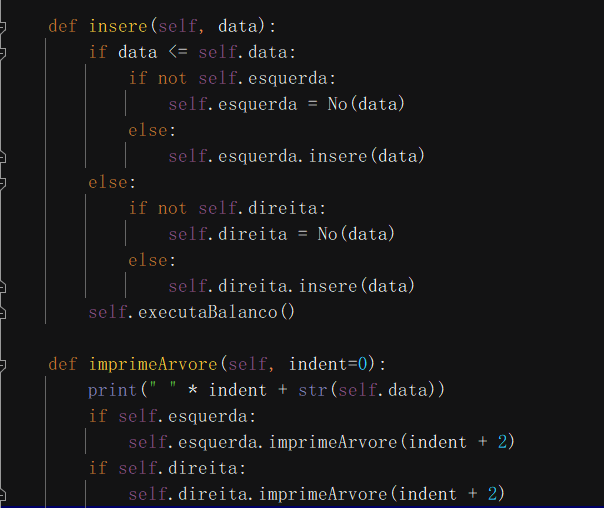 def insere(self, data):
if data <= self.data:
if not self.esquerda:
self.esquerda = No(data)
else:
self.esquerda.insere(data)
else:
if not self.direita:
self.direita = No(data)
else:
self.direita.insere(data)
self.executaBalanco()
def imprimeArvore(self, indent=0):
print(" " * indent + str(self.data))
if self.esquerda:
self.esquerda.imprimeArvore(indent + 2)
if self.direita:
self.direita.imprimeArvore(indent + 2)